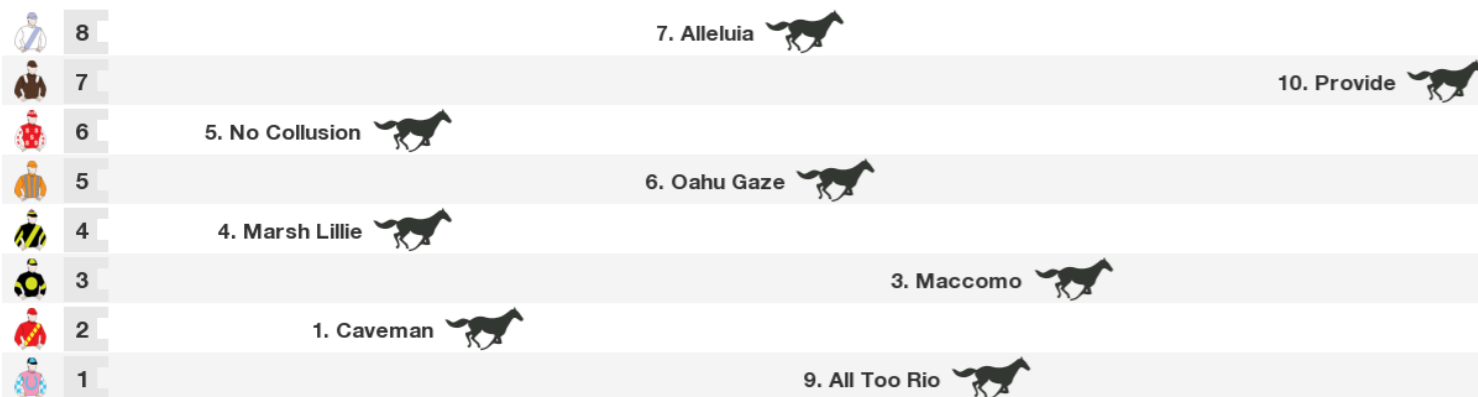 8 7. Alleluia
7 10. Provide
6 5. No Collusion
5 6. Oahu Gaze
4 4. Marsh Lillie
3 3. Maccomo
2 1. Caveman
1 9. All Too Rio